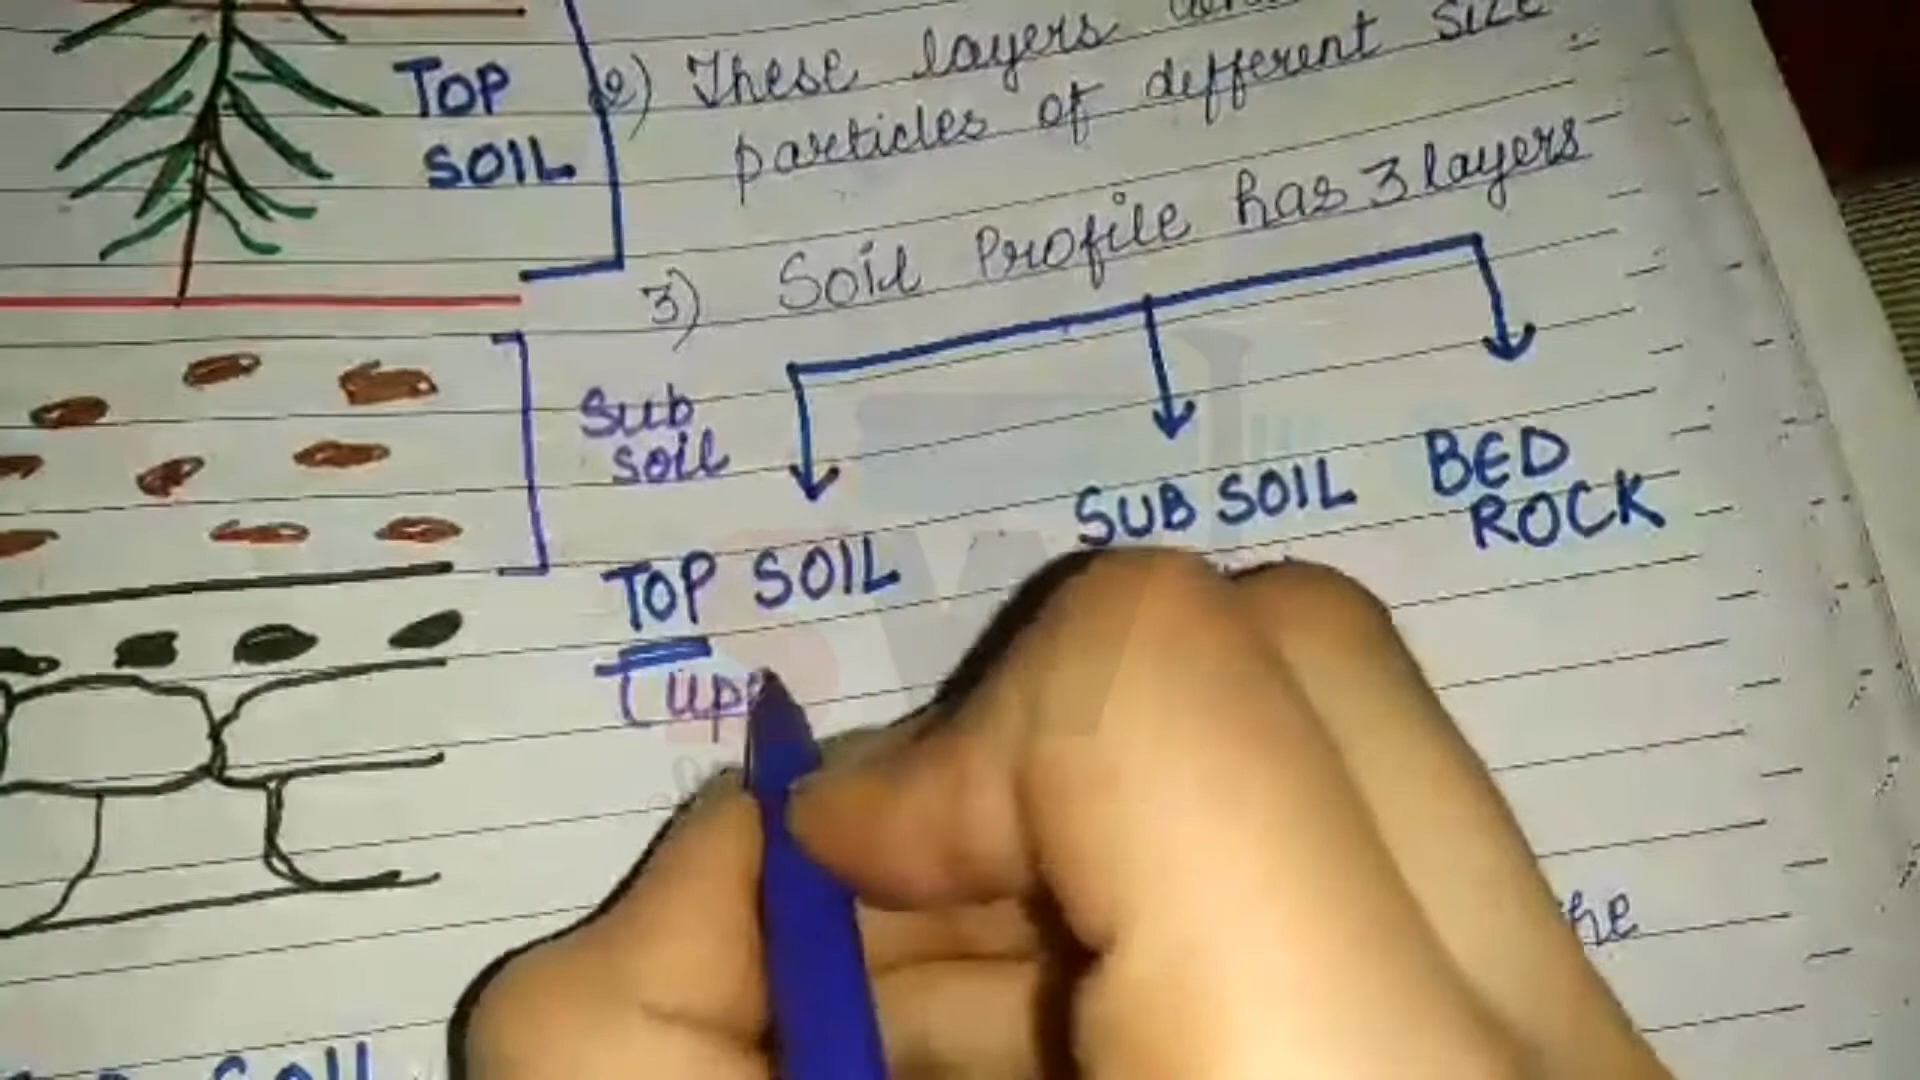 TOP
SOIL
2) These layers
particles of different size
3) Soil Profile has 3 layers
Sub
soil
TOP SOIL
SUB SOIL
BED
ROCK
SOIL